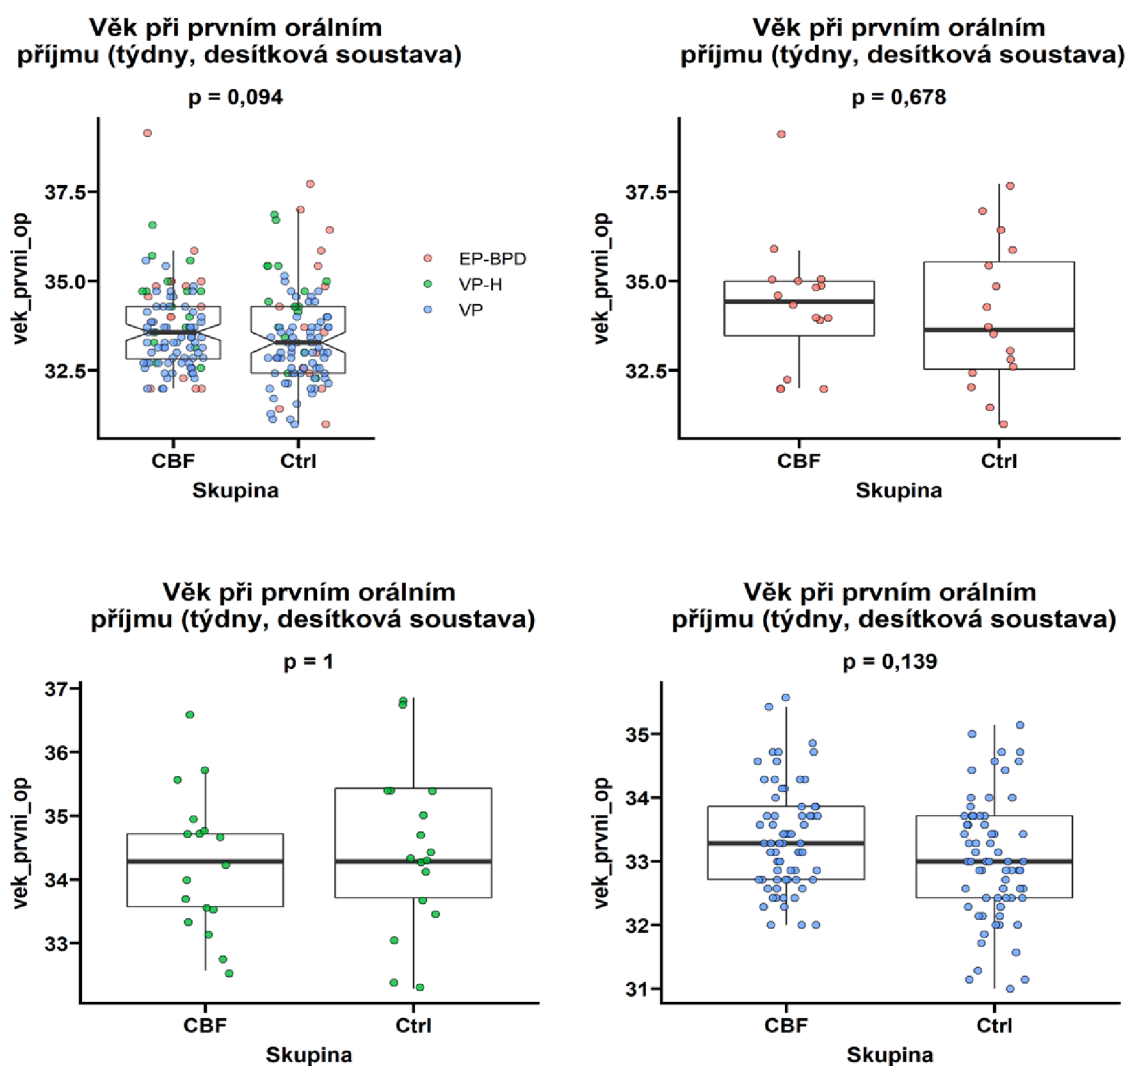 Věk při prvním orálním
příjmu (týdny, desítková soustava)
p = 0,094
37.5
35.0
32.5
vek_prvni_op
CBF
Ctrl
Skupina
EP-BPD
VP-H
VP
Věk při prvním orálním
příjmu (týdny, desítková soustava)
p = 0,678
37.5
35.0
32.5
vek_prvni_op
CBF
Ctrl
Skupina
Věk při prvním orálním
příjmu (týdny, desítková soustava)
p = 1
37
36
35
34
33
vek_prvni_op
CBF
Ctrl
Skupina
Věk při prvním orálním
příjmu (týdny, desítková soustava)
p = 0,139
35
34
33
32
31
vek_prvni_op
CBF
Ctrl
Skupina